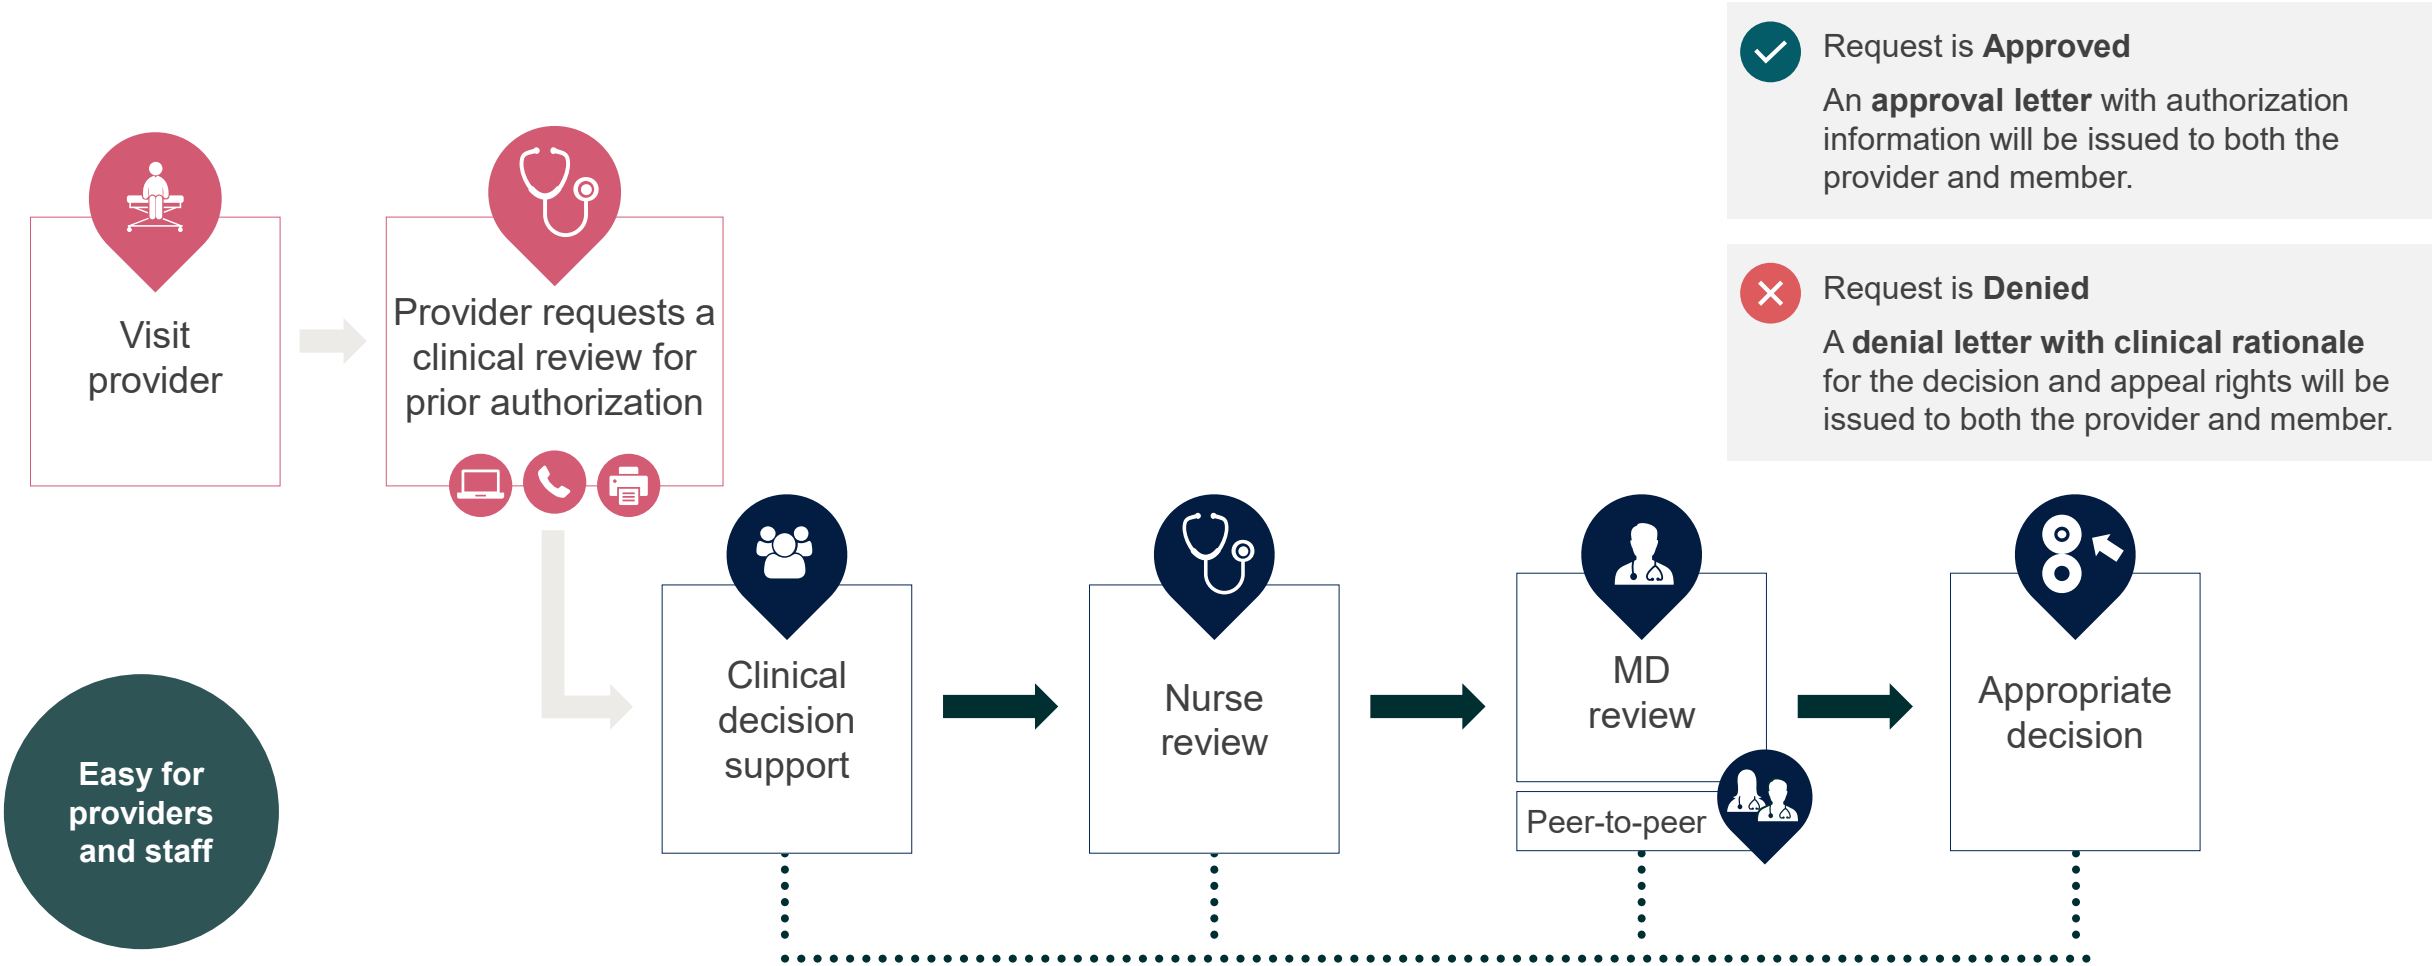 Request is Approved
An approval letter with authorization
information will be issued to both the
provider and member.
Request is Denied
A denial letter with clinical rationale
for the decision and appeal rights will be
issued to both the provider and member.
Visit
provider
Provider requests a
clinical review for
prior authorization
Clinical
decision
support
Nurse
review
MD
review
Peer-to-peer
Appropriate
decision
Easy for
providers
and staff